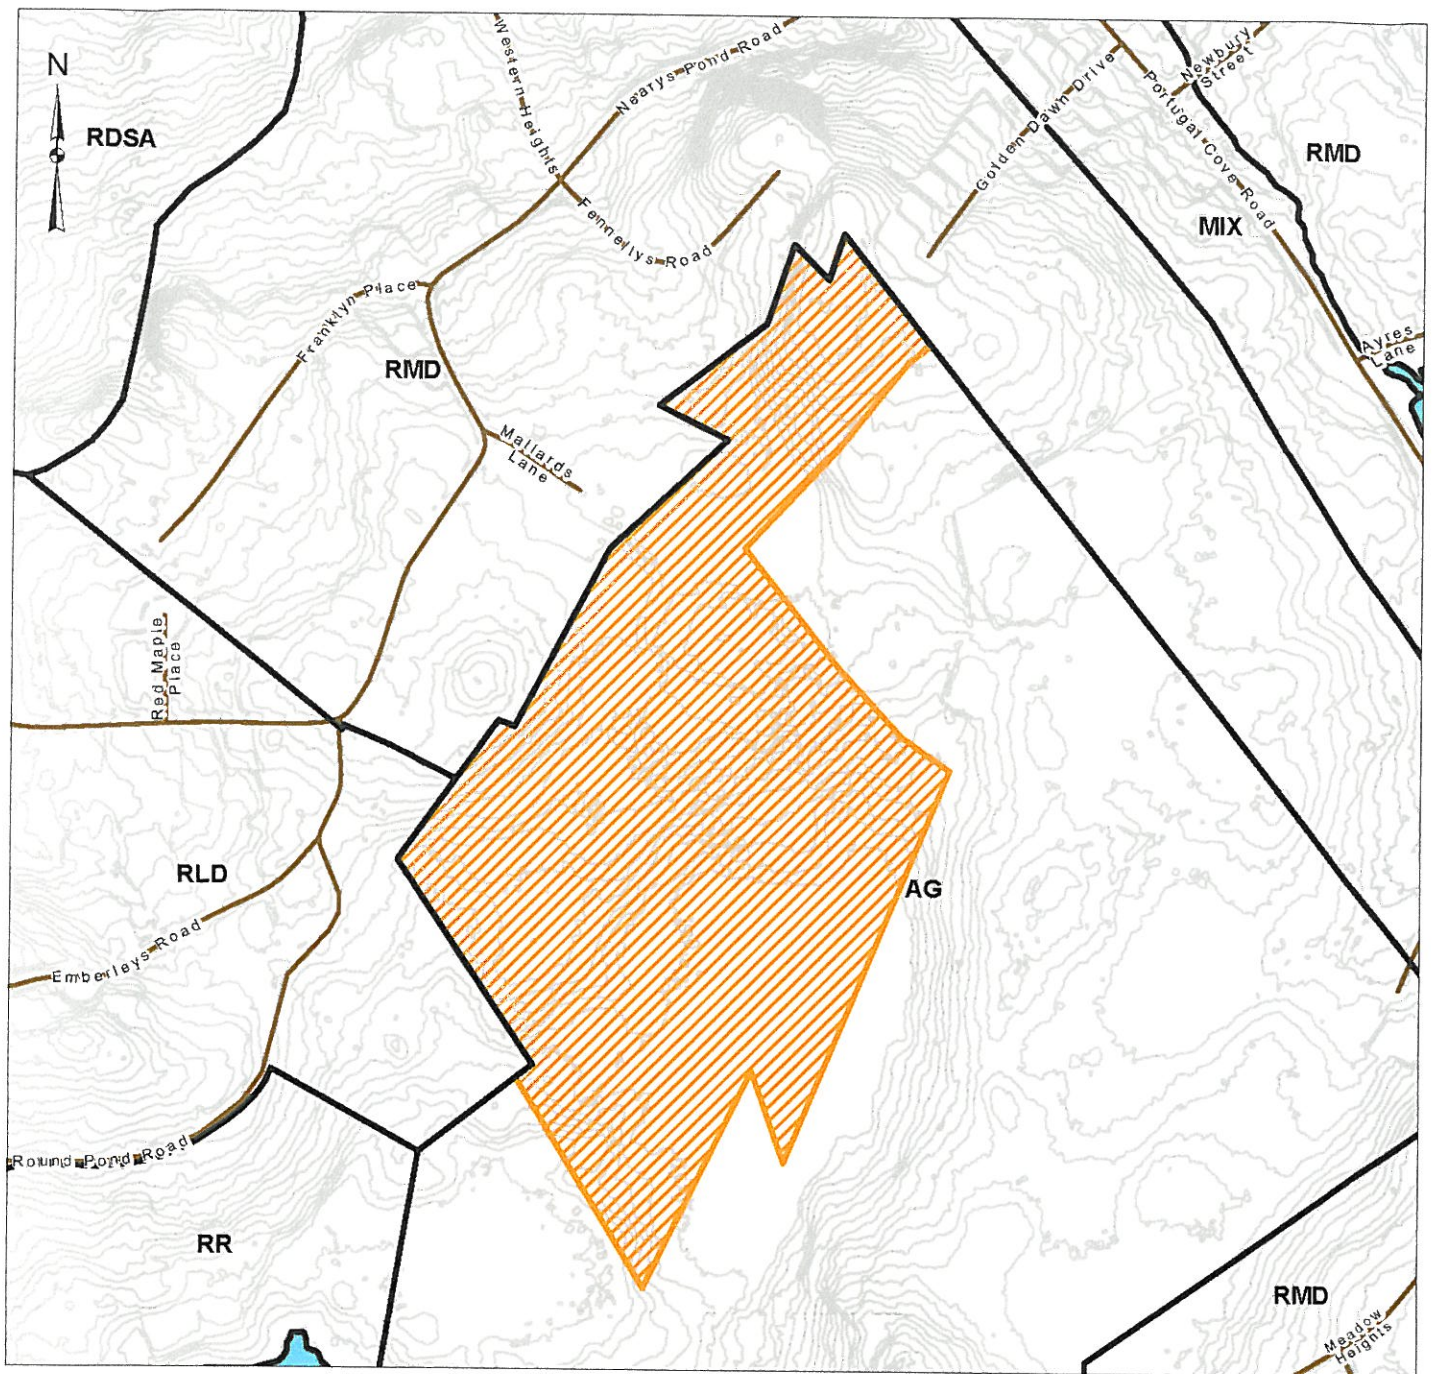 N
RDSA
Western Heights
Nearys Pond Road
Fennellys Road
Golden Dawn Drive
Portugal Cove Road
Newbury
Street
RMD
MIX
Ayres
Lane
Franklyn Place
RMD
Mallards
Lane
Red Maple
Place
RLD
AG
Emberleys Road
Round Pond Road
RR
RMD
Meadow
Heights